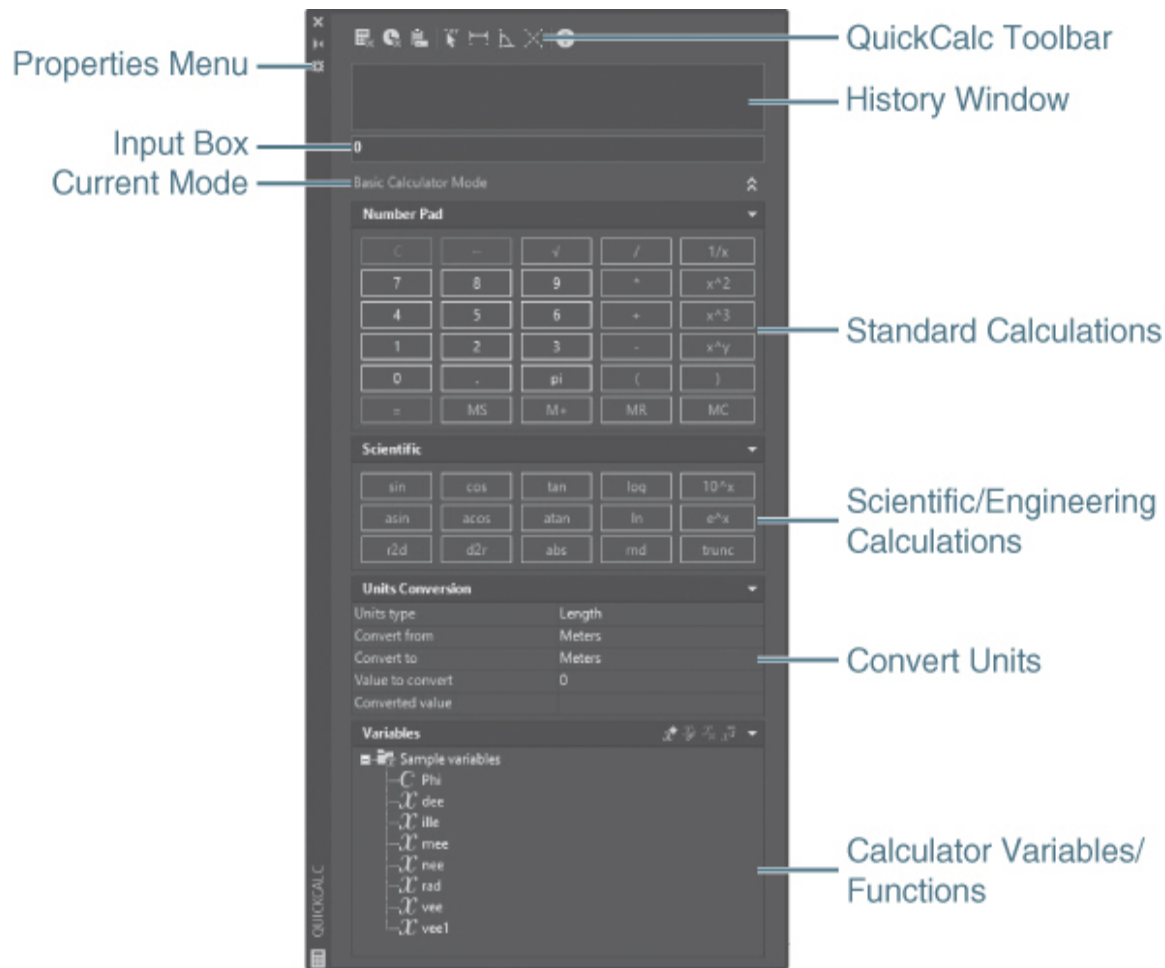 QuickCalc Toolbar
Properties Menu
History Window
Input Box
0
Current Mode
Basic Calculator Mode
Number Pad
C -- √ / 1/x
7 8 9 * x^2
4 5 6 + x^3
Standard Calculations
1 2 3 - x^y
0 . pi ( )
= MS M+ MR MC
Scientific
sin cos tan log 10^x
Scientific/Engineering
Calculations
asin acos atan ln e^x
r2d d2r abs rnd trunc
Units Conversion
Units type Length
Convert from Meters
Convert to Meters
Convert Units
Value to convert 0
Converted value
Variables
Sample variables
C Phi
X dee
X ille
X mee
X nee
Calculator Variables/
Functions
X rad
X vee
X vee1
QUICKCALC